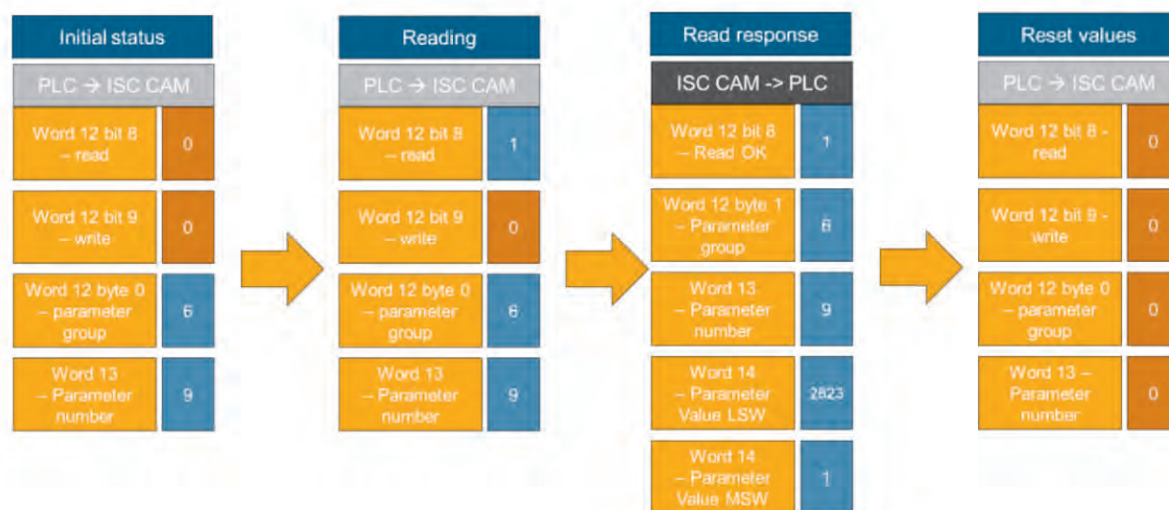 Initial status
PLC → ISC CAM
Word 12 bit 8
– read
0
Word 12 bit 9
– write
0
Word 12 byte 0
– parameter
group
6
Word 13
– Parameter
number
9
Reading
PLC → ISC CAM
Word 12 bit 8
– read
1
Word 12 bit 9
– write
0
Word 12 byte 0
– parameter
group
6
Word 13
– Parameter
number
9
Read response
ISC CAM -> PLC
Word 12 bit 8
– Read OK
1
Word 12 byte 1
– Parameter
group
6
Word 13
– Parameter
number
9
Word 14
– Parameter
Value LSW
2823
Word 14
– Parameter
Value MSW
1
Reset values
PLC → ISC CAM
Word 12 bit 8 -
read
0
Word 12 bit 9 -
write
0
Word 12 byte 0
– parameter
group
0
Word 13 –
Parameter
number
0